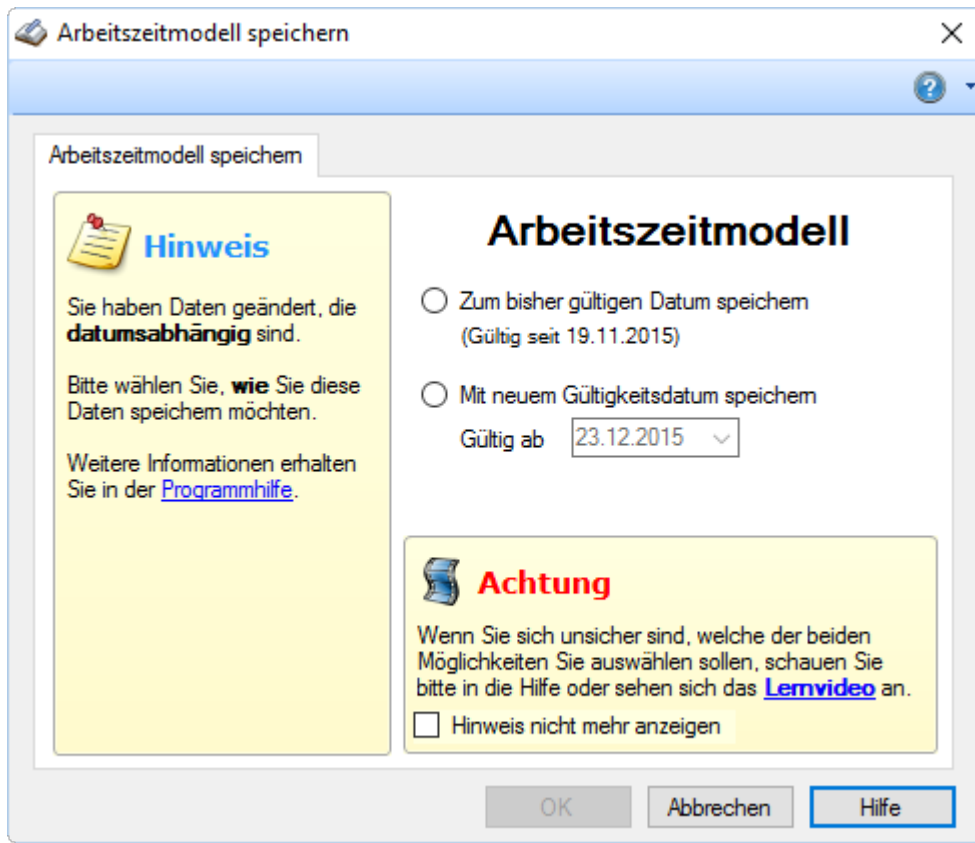 Arbeitszeitmodell speichern
Arbeitszeitmodell speichern
Hinweis
Sie haben Daten geändert, die
datumsabhängig sind.
Bitte wählen Sie, wie Sie diese
Daten speichern möchten.
Weitere Informationen erhalten
Sie in der Programmhilfe.
Arbeitszeitmodell
Zum bisher gültigen Datum speichern
(Gültig seit 19.11.2015)
Mit neuem Gültigkeitsdatum speichern
Gültig ab 23.12.2015
Achtung
Wenn Sie sich unsicher sind, welche der beiden
Möglichkeiten Sie auswählen sollen, schauen Sie
bitte in die Hilfe oder sehen sich das Lernvideo an.
Hinweis nicht mehr anzeigen
OK Abbrechen Hilfe